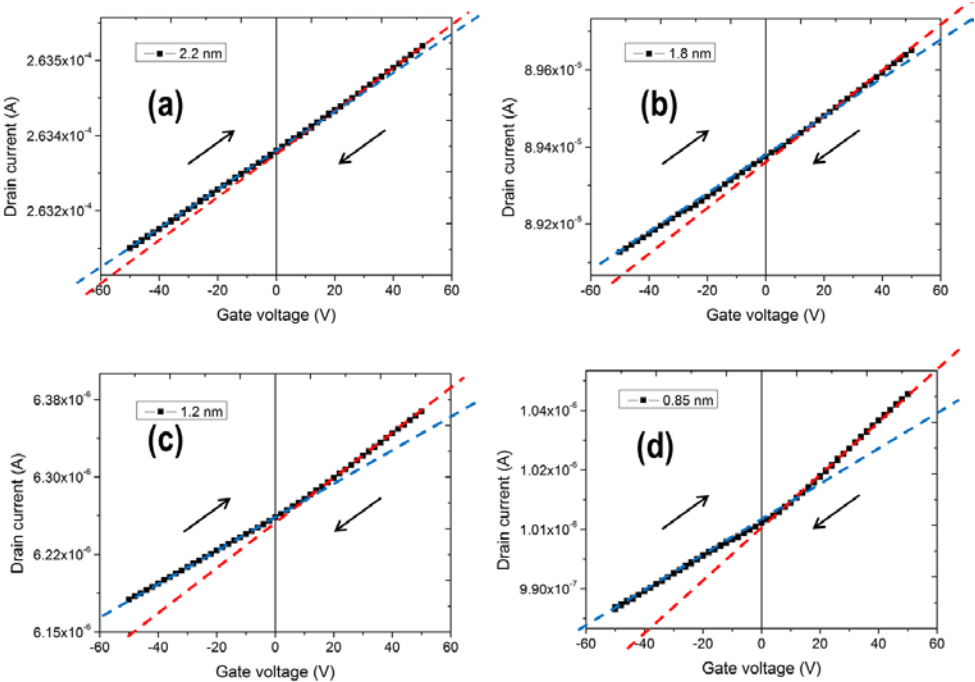 2.2 nm
(a)
Drain current (A)
2.635x10⁻⁴
2.634x10⁻⁴
2.632x10⁻⁴
-60 -40 -20 0 20 40 60
Gate voltage (V)
1.8 nm
(b)
Drain current (A)
8.96x10⁻⁵
8.94x10⁻⁵
8.92x10⁻⁵
-60 -40 -20 0 20 40 60
Gate voltage (V)
1.2 nm
(c)
Drain current (A)
6.38x10⁻⁶
6.30x10⁻⁶
6.22x10⁻⁶
6.15x10⁻⁶
-60 -40 -20 0 20 40 60
Gate voltage (V)
0.85 nm
(d)
Drain current (A)
1.04x10⁻⁶
1.02x10⁻⁶
1.01x10⁻⁶
9.90x10⁻⁷
-60 -40 -20 0 20 40 60
Gate voltage (V)